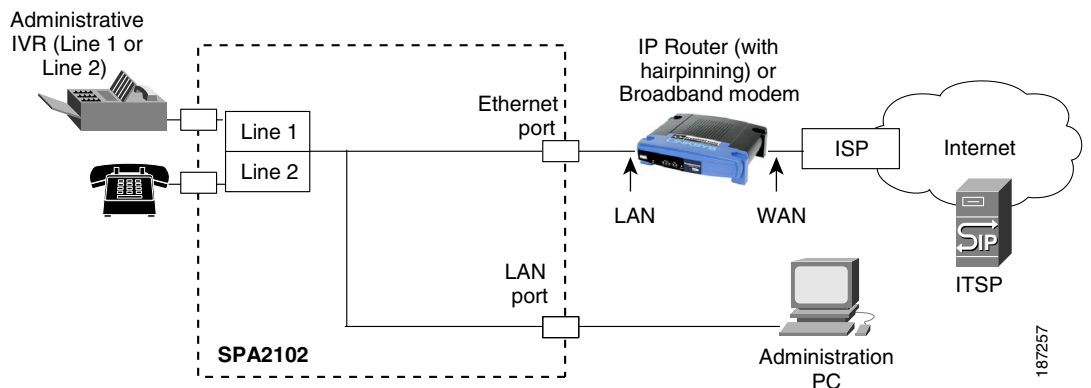 Administrative
IVR (Line 1 or
Line 2)
Line 1
Line 2
Ethernet
port
IP Router (with
hairpinning) or
Broadband modem
LINKSYS
LAN
WAN
ISP
Internet
SIP
ITSP
LAN
port
SPA2102
Administration
PC
187257